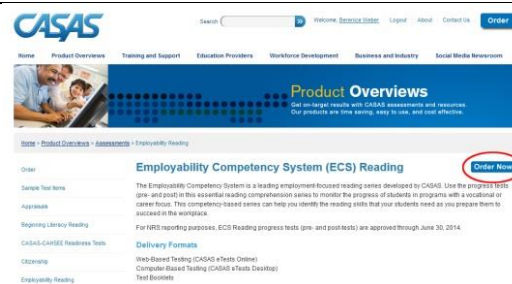 CASAS
Search
Welcome, Berenice Weber Logout About Contact Us Order
Home Product Overviews Training and Support Education Providers Workforce Development Business and Industry Social Media Newsroom
Product Overviews
Get on-target results with CASAS assessments and resources.
Our products are time saving, easy to use, and cost effective.
Home > Product Overviews > Assessments > Employability Reading
Order
Sample Test Items
Appraisals
Beginning Literacy Reading
CASAS-CAHSEE Readiness Tests
Citizenship
Employability Reading
Employability Competency System (ECS) Reading
Order Now
The Employability Competency System is a leading employment-focused reading series developed by CASAS. Use the progress tests
(pre- and post) in this essential reading comprehension series to monitor the progress of students in programs with a vocational or
career focus. This competency-based series can help you identify the reading skills that your students need as you prepare them to
succeed in the workplace.
For NRS reporting purposes, ECS Reading progress tests (pre- and post-tests) are approved through June 30, 2014.
Delivery Formats
Web-Based Testing (CASAS eTests Online)
Computer-Based Testing (CASAS eTests Desktop)
Test Booklets